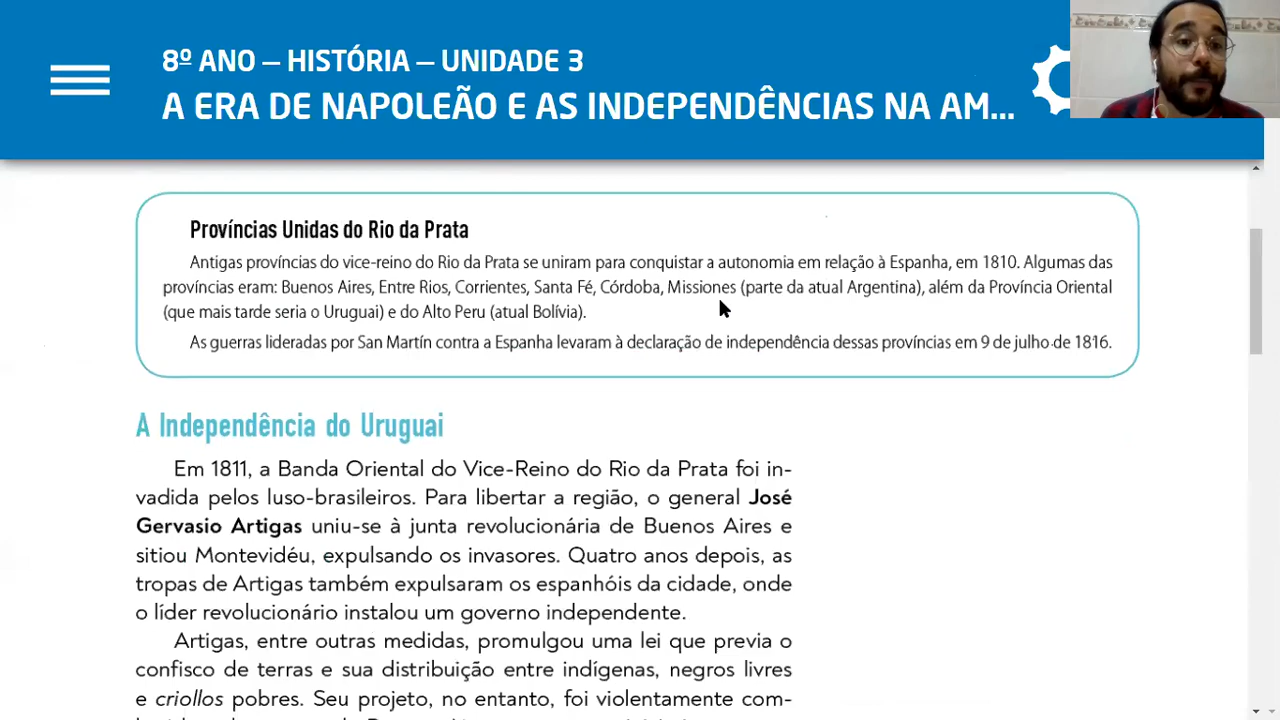 8º ANO – HISTÓRIA – UNIDADE 3
A ERA DE NAPOLEÃO E AS INDEPENDÊNCIAS NA AM...
Províncias Unidas do Rio da Prata
Antigas províncias do vice-reino do Rio da Prata se uniram para conquistar a autonomia em relação à Espanha, em 1810. Algumas das
províncias eram: Buenos Aires, Entre Rios, Corrientes, Santa Fé, Córdoba, Missiones (parte da atual Argentina), além da Província Oriental
(que mais tarde seria o Uruguai) e do Alto Peru (atual Bolívia).
As guerras lideradas por San Martín contra a Espanha levaram à declaração de independência dessas províncias em 9 de julho de 1816.
A Independência do Uruguai
Em 1811, a Banda Oriental do Vice-Reino do Rio da Prata foi in-
vadida pelos luso-brasileiros. Para libertar a região, o general José
Gervasio Artigas uniu-se à junta revolucionária de Buenos Aires e
sitiou Montevidéu, expulsando os invasores. Quatro anos depois, as
tropas de Artigas também expulsaram os espanhóis da cidade, onde
o líder revolucionário instalou um governo independente.
Artigas, entre outras medidas, promulgou uma lei que previa o
confisco de terras e sua distribuição entre indígenas, negros livres
e criollos pobres. Seu projeto, no entanto, foi violentamente com-